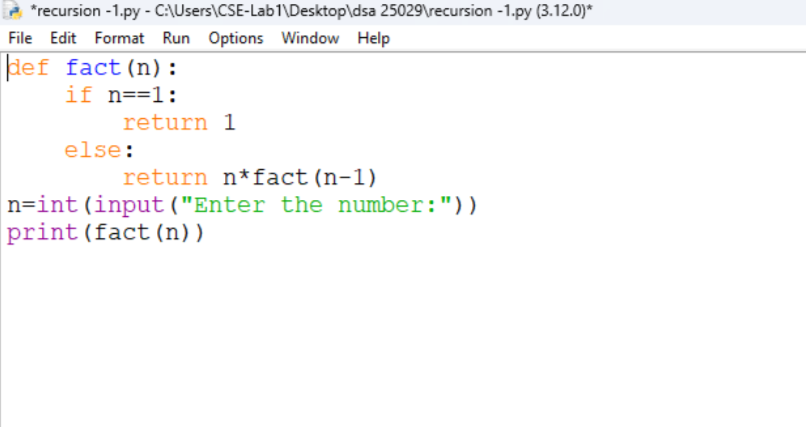 *recursion -1.py - C:\Users\CSE-Lab1\Desktop\dsa 25029\recursion -1.py (3.12.0)*
File Edit Format Run Options Window Help
def fact(n):
    if n==1:
        return 1
    else:
        return n*fact(n-1)
n=int(input("Enter the number:"))
print(fact(n))